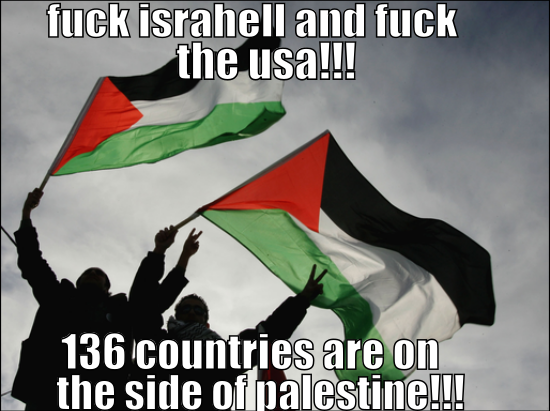 fuck israhell and fuck
the usa!!!
136 countries are on
the side of palestine!!!